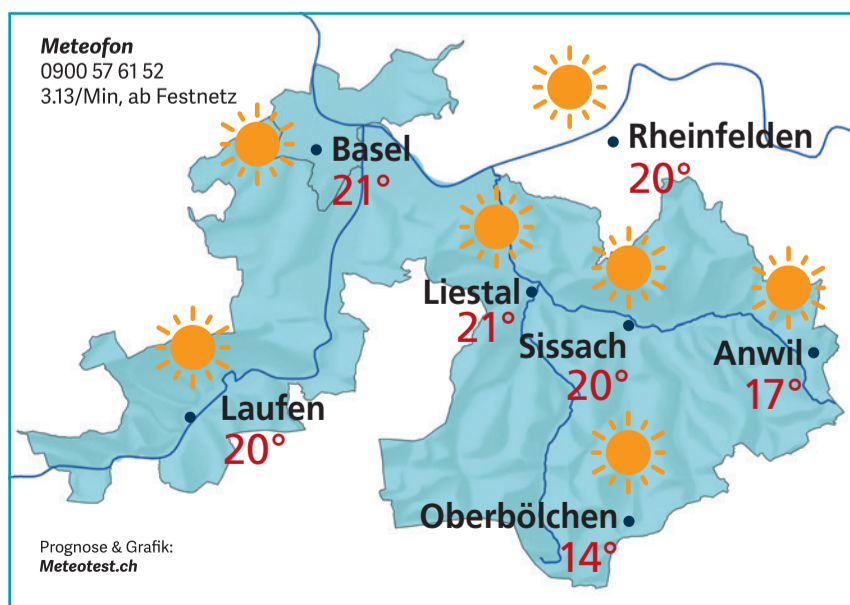 Meteofon
0900 57 61 52
3.13/Min, ab Festnetz
Basel
21°
Rheinfelden
20°
Liestal
21°
Sissach
20°
Anwil
17°
Laufen
20°
Oberbölchen
14°
Prognose & Grafik:
Meteotest.ch